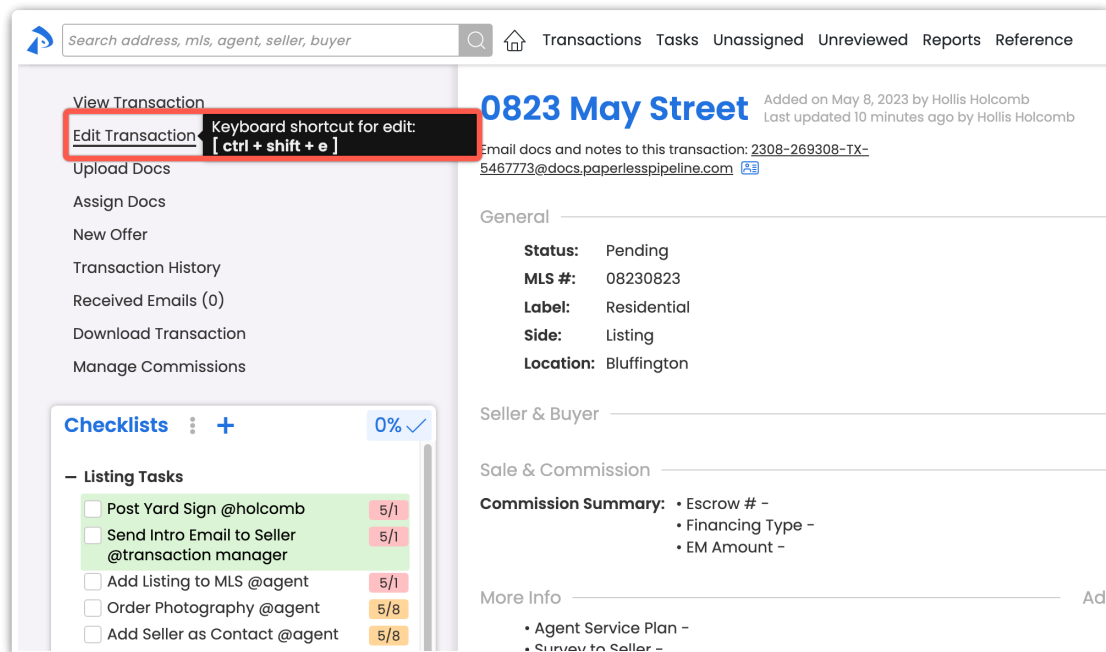 Search address, mls, agent, seller, buyer
Transactions Tasks Unassigned Unreviewed Reports Reference
View Transaction
Edit Transaction
Keyboard shortcut for edit:
[ ctrl + shift + e ]
Upload Docs
Assign Docs
New Offer
Transaction History
Received Emails (0)
Download Transaction
Manage Commissions
Checklists
0%
Listing Tasks
Post Yard Sign @holcomb 5/1
Send Intro Email to Seller 5/1
@transaction manager
Add Listing to MLS @agent 5/1
Order Photography @agent 5/8
Add Seller as Contact @agent 5/8
0823 May Street
Added on May 8, 2023 by Hollis Holcomb
Last updated 10 minutes ago by Hollis Holcomb
Email docs and notes to this transaction: 2308-269308-TX-
5467773@docs.paperlesspipeline.com
General
Status: Pending
MLS #: 08230823
Label: Residential
Side: Listing
Location: Bluffington
Seller & Buyer
Sale & Commission
Commission Summary: • Escrow # -
• Financing Type -
• EM Amount -
More Info
Ad
• Agent Service Plan -
• Survey to Seller -